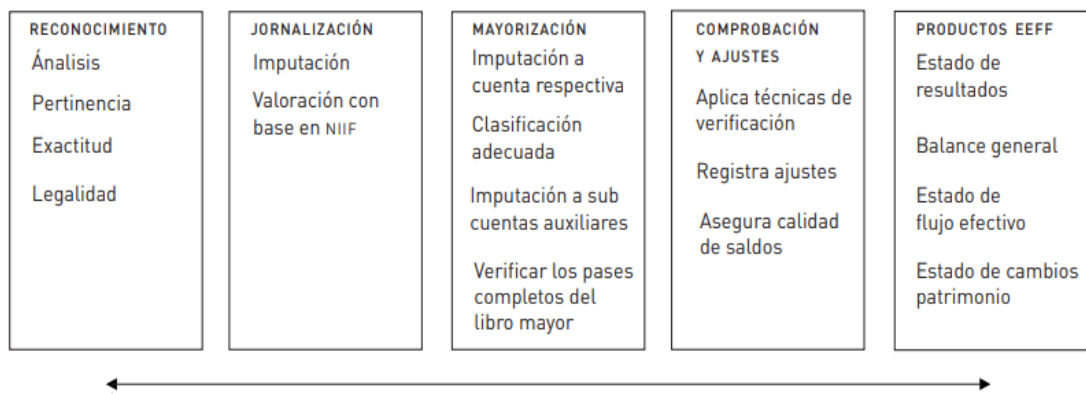 RECONOCIMIENTO
Ánalisis
Pertinencia
Exactitud
Legalidad
JORNALIZACIÓN
Imputación
Valoración con
base en NIIF
MAYORIZACIÓN
Imputación a
cuenta respectiva
Clasificación
adecuada
Imputación a sub
cuentas auxiliares
Verificar los pases
completos del
libro mayor
COMPROBACIÓN
Y AJUSTES
Aplica técnicas de
verificación
Registra ajustes
Asegura calidad
de saldos
PRODUCTOS EEFF
Estado de
resultados
Balance general
Estado de
flujo efectivo
Estado de cambios
patrimonio